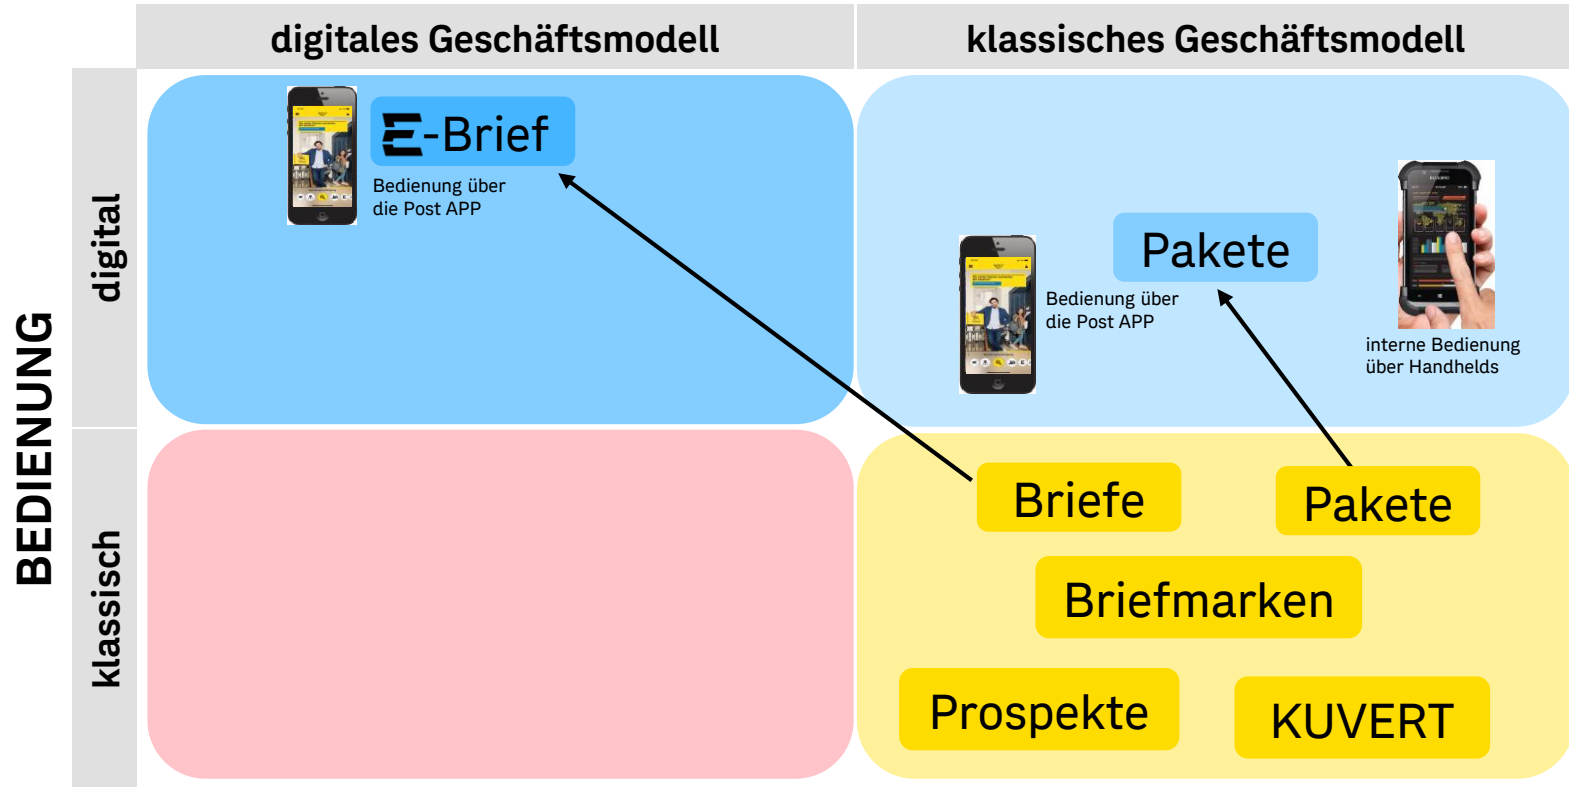 digitales Geschäftsmodell
klassisches Geschäftsmodell
BEDIENUNG
digital
E-Brief
Bedienung über
die Post APP
Pakete
Bedienung über
die Post APP
interne Bedienung
über Handhelds
klassisch
Briefe
Pakete
Briefmarken
Prospekte
KUVERT